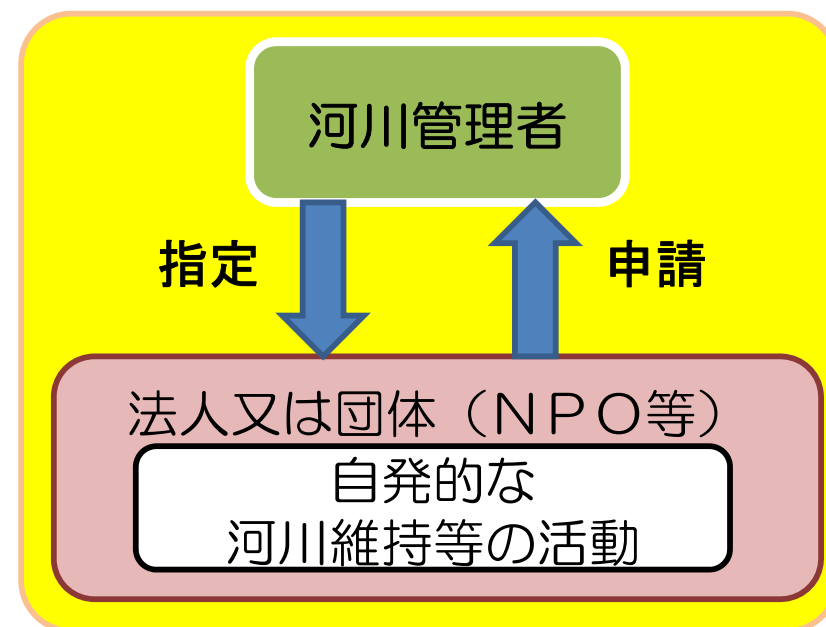 河川管理者
指定
申請
法人又は団体（ＮＰＯ等）
自発的な
河川維持等の活動